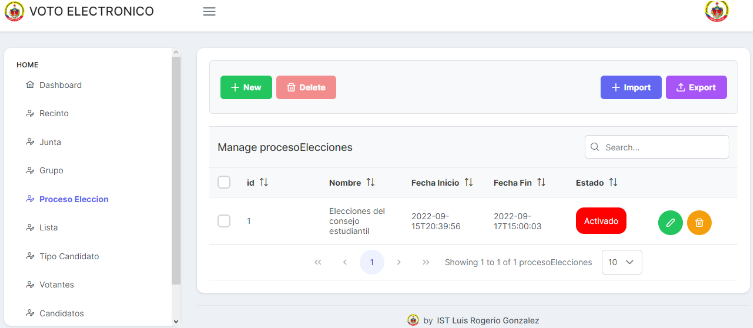 VOTO ELECTRONICO
HOME
Dashboard
Recinto
Junta
Grupo
Proceso Eleccion
Lista
Tipo Candidato
Votantes
Candidatos
New
Delete
Import
Export
Manage procesoElecciones
Search...
id Nombre Fecha Inicio Fecha Fin Estado
1
Elecciones del
consejo
estudiantil
2022-09-
15T20:39:56
2022-09-
17T15:00:03
Activado
<< < 1 > >> Showing 1 to 1 of 1 procesoElecciones 10
by IST Luis Rogerio Gonzalez